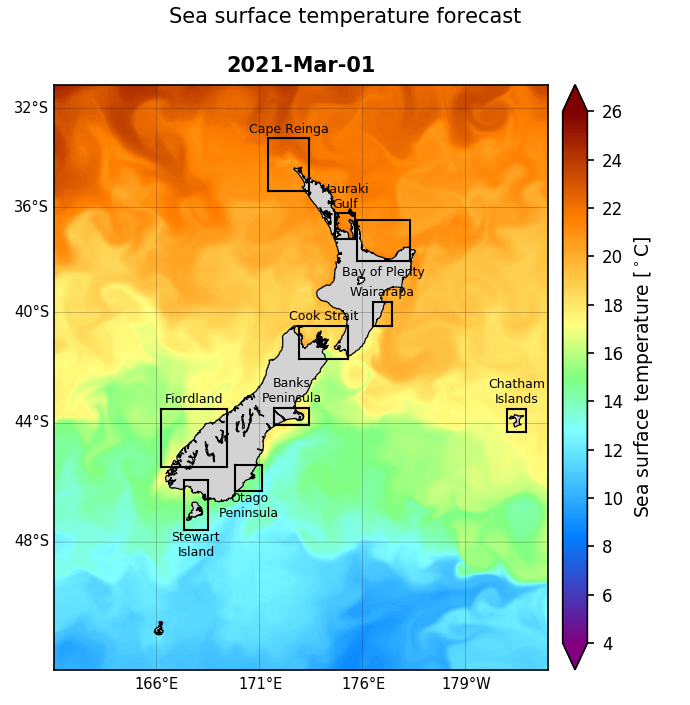 Sea surface temperature forecast
2021-Mar-01
32°S
36°S
40°S
44°S
48°S
166°E
171°E
176°E
179°W
Cape Reinga
Hauraki
Gulf
Bay of Plenty
Wairarapa
Cook Strait
Banks
Peninsula
Fiordland
Chatham
Islands
Otago
Peninsula
Stewart
Island
26
24
22
20
18
16
14
12
10
8
6
4
Sea surface temperature [°C]